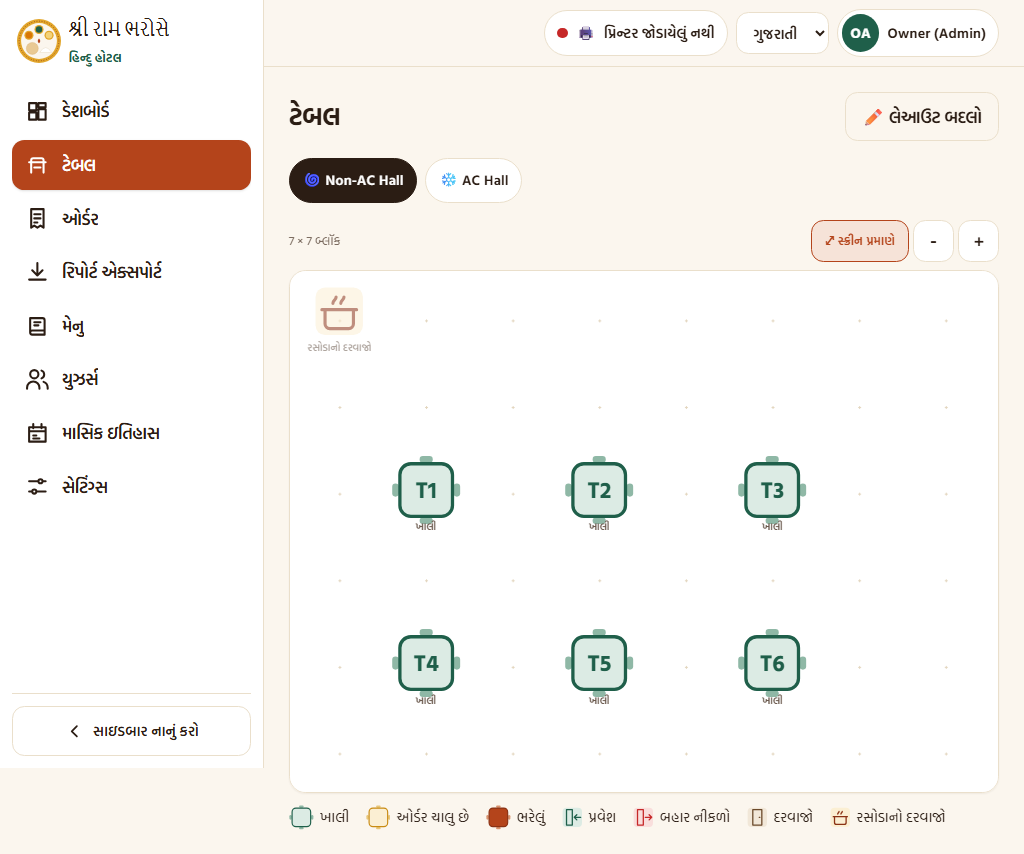 શ્રી રામ ભરોસે
હિન્દુ હોટલ
ડેશબોર્ડ
ટેબલ
ઓર્ડર
રિપોર્ટ એક્સપોર્ટ
મેનુ
યુઝર્સ
માસિક ઇતિહાસ
સેટિંગ્સ
સાઇડબાર નાનું કરો
પ્રિન્ટર જોડાયેલું નથી
ગુજરાતી
OA Owner (Admin)
ટેબલ
લેઆઉટ બદલો
Non-AC Hall
AC Hall
7 × 7 બ્લૉક
સ્ક્રીન પ્રમાણે
-
+
રસોડાનો દરવાજો
T1
T2
T3
ખાલી
ખાલી
ખાલી
T4
T5
T6
ખાલી
ખાલી
ખાલી
ખાલી
ઓર્ડર ચાલુ છે
ભરેલું
પ્રવેશ
બહાર નીકળો
દરવાજો
રસોડાનો દરવાજો